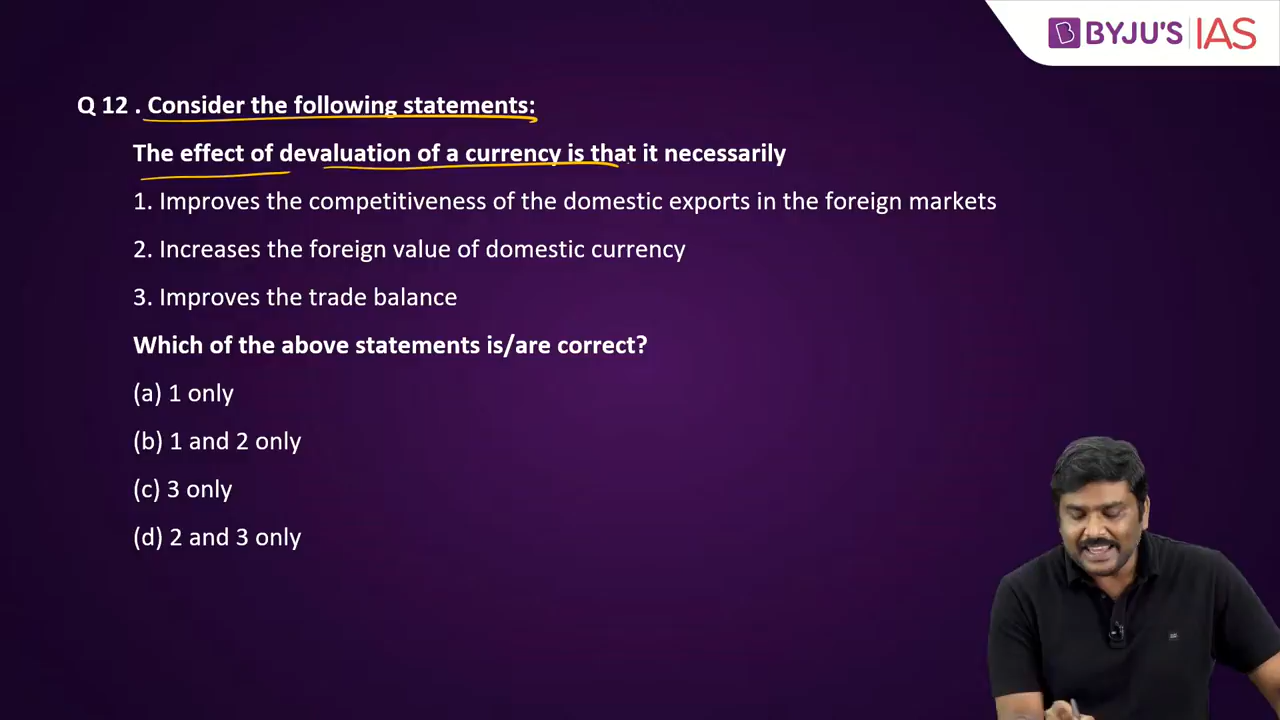 BYJU'S IAS
Q 12 . Consider the following statements:
The effect of devaluation of a currency is that it necessarily
1. Improves the competitiveness of the domestic exports in the foreign markets
2. Increases the foreign value of domestic currency
3. Improves the trade balance
Which of the above statements is/are correct?
(a) 1 only
(b) 1 and 2 only
(c) 3 only
(d) 2 and 3 only